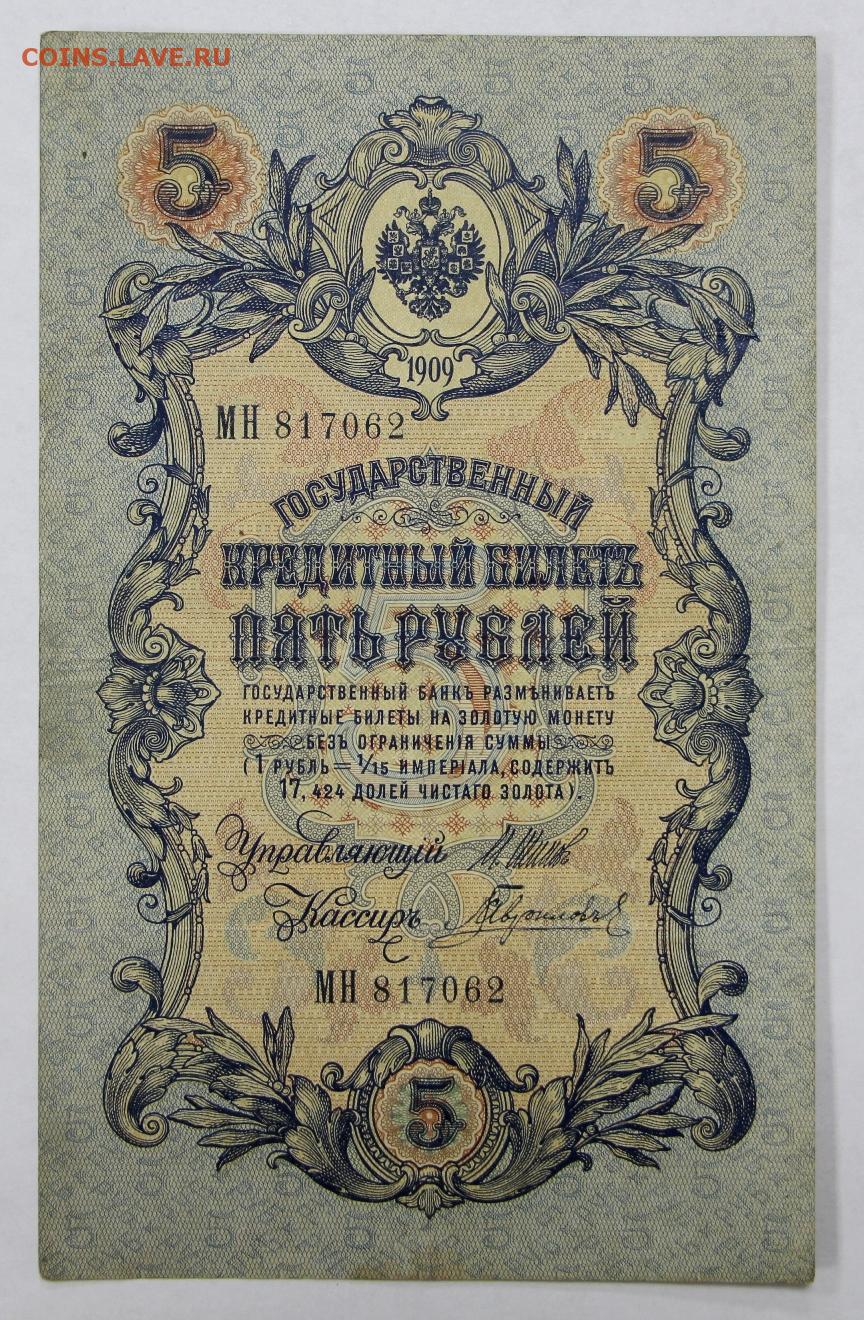 COINS.LAVE.RU
5 5
1909
МН 817062
ГОСУДАРСТВЕННЫЙ
КРЕДИТНЫЙ БИЛЕТЪ
ПЯТЬ РУБЛЕЙ
ГОСУДАРСТВЕННЫЙ БАНКЪ РАЗМѢНИВАЕТЪ
КРЕДИТНЫЕ БИЛЕТЫ НА ЗОЛОТУЮ МОНЕТУ
БЕЗЪ ОГРАНИЧЕНІЯ СУММЫ
(1 РУБЛЬ = 1/15 ИМПЕРІАЛА, СОДЕРЖИТЪ
17,424 ДОЛЕЙ ЧИСТАГО ЗОЛОТА).
Управляющій
Кассиръ
МН 817062
5